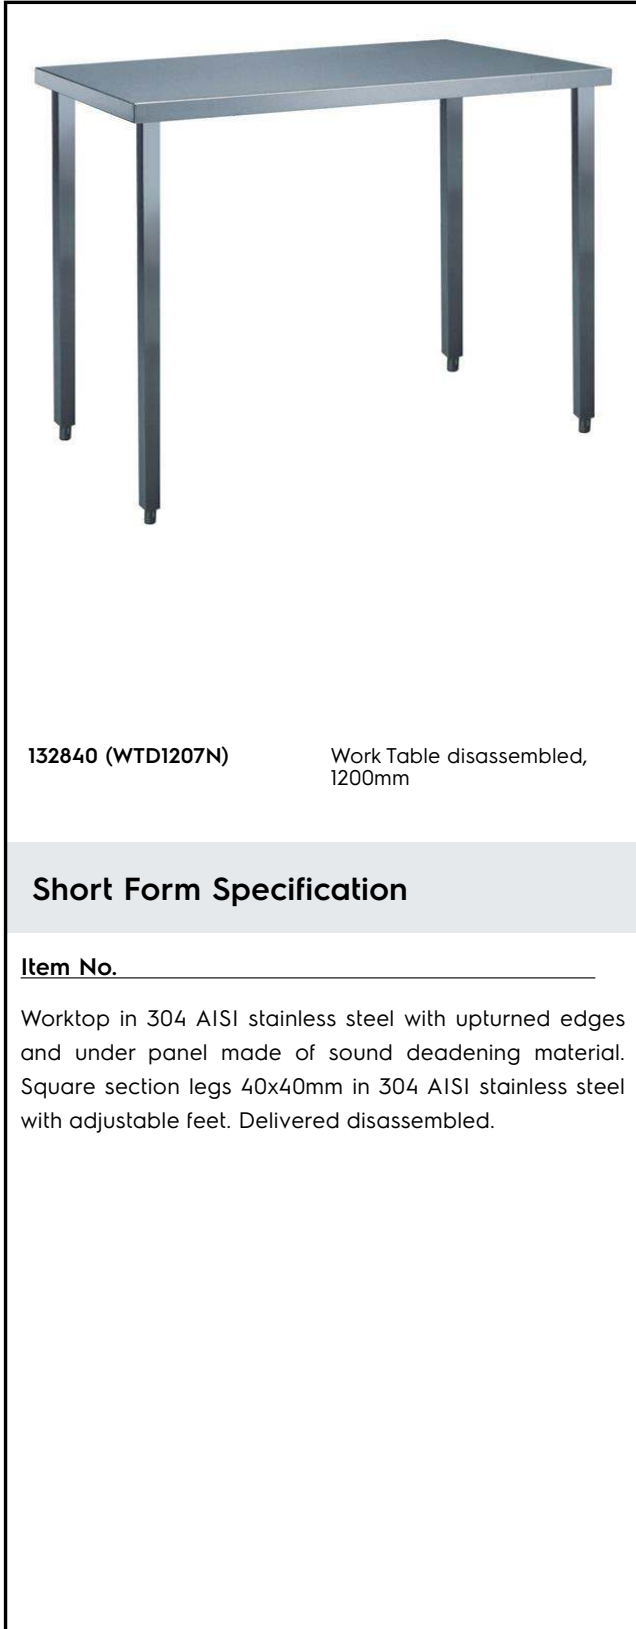 132840 (WTD1207N)
Work Table disassembled,
1200mm
Short Form Specification
Item No.
Worktop in 304 AISI stainless steel with upturned edges
and under panel made of sound deadening material.
Square section legs 40x40mm in 304 AISI stainless steel
with adjustable feet. Delivered disassembled.